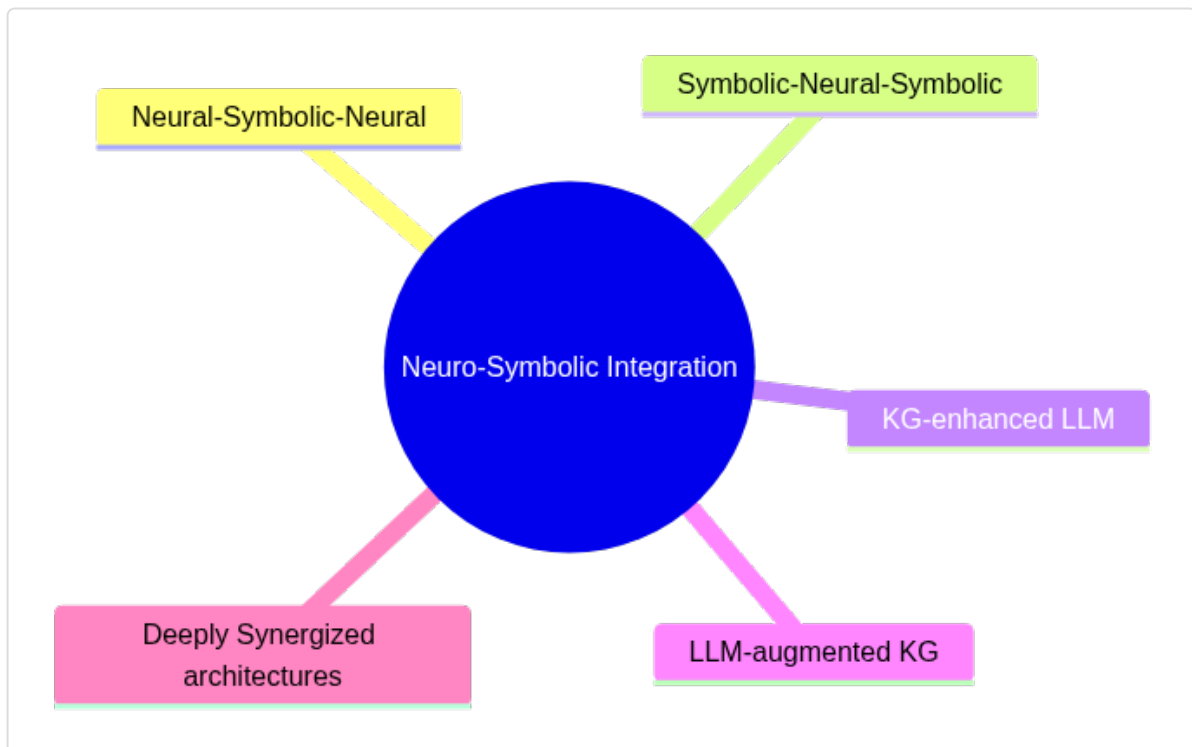 Neural-Symbolic-Neural
Symbolic-Neural-Symbolic
Neuro-Symbolic Integration
KG-enhanced LLM
Deeply Synergized
architectures
LLM-augmented KG